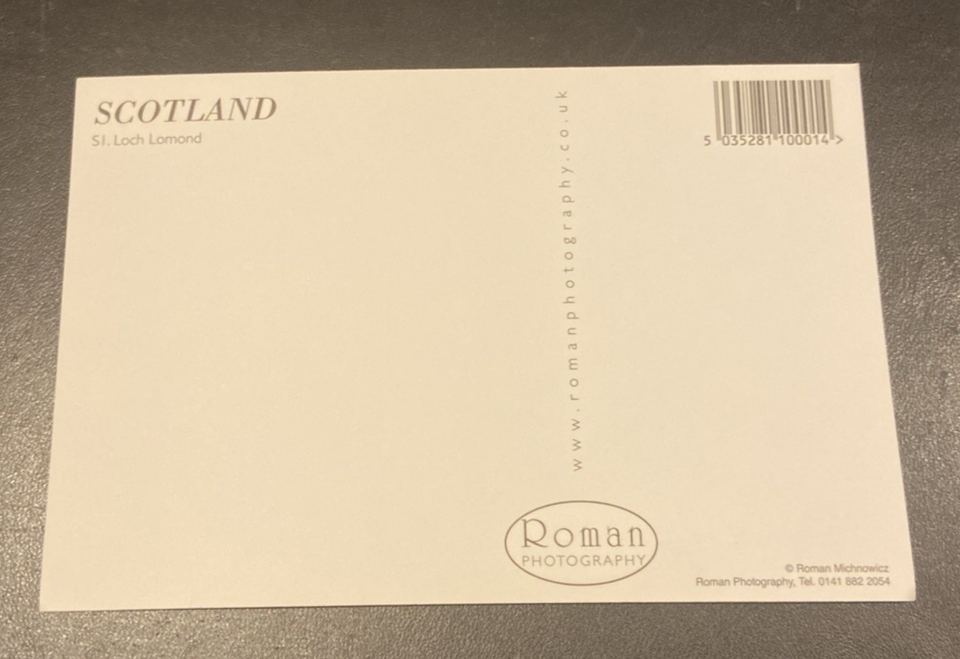 SCOTLAND
S1. Loch Lomond
www.romanphotography.co.uk
5 035281 100014 >
Roman
PHOTOGRAPHY
© Roman Michnowicz
Roman Photography, Tel. 0141 882 2054